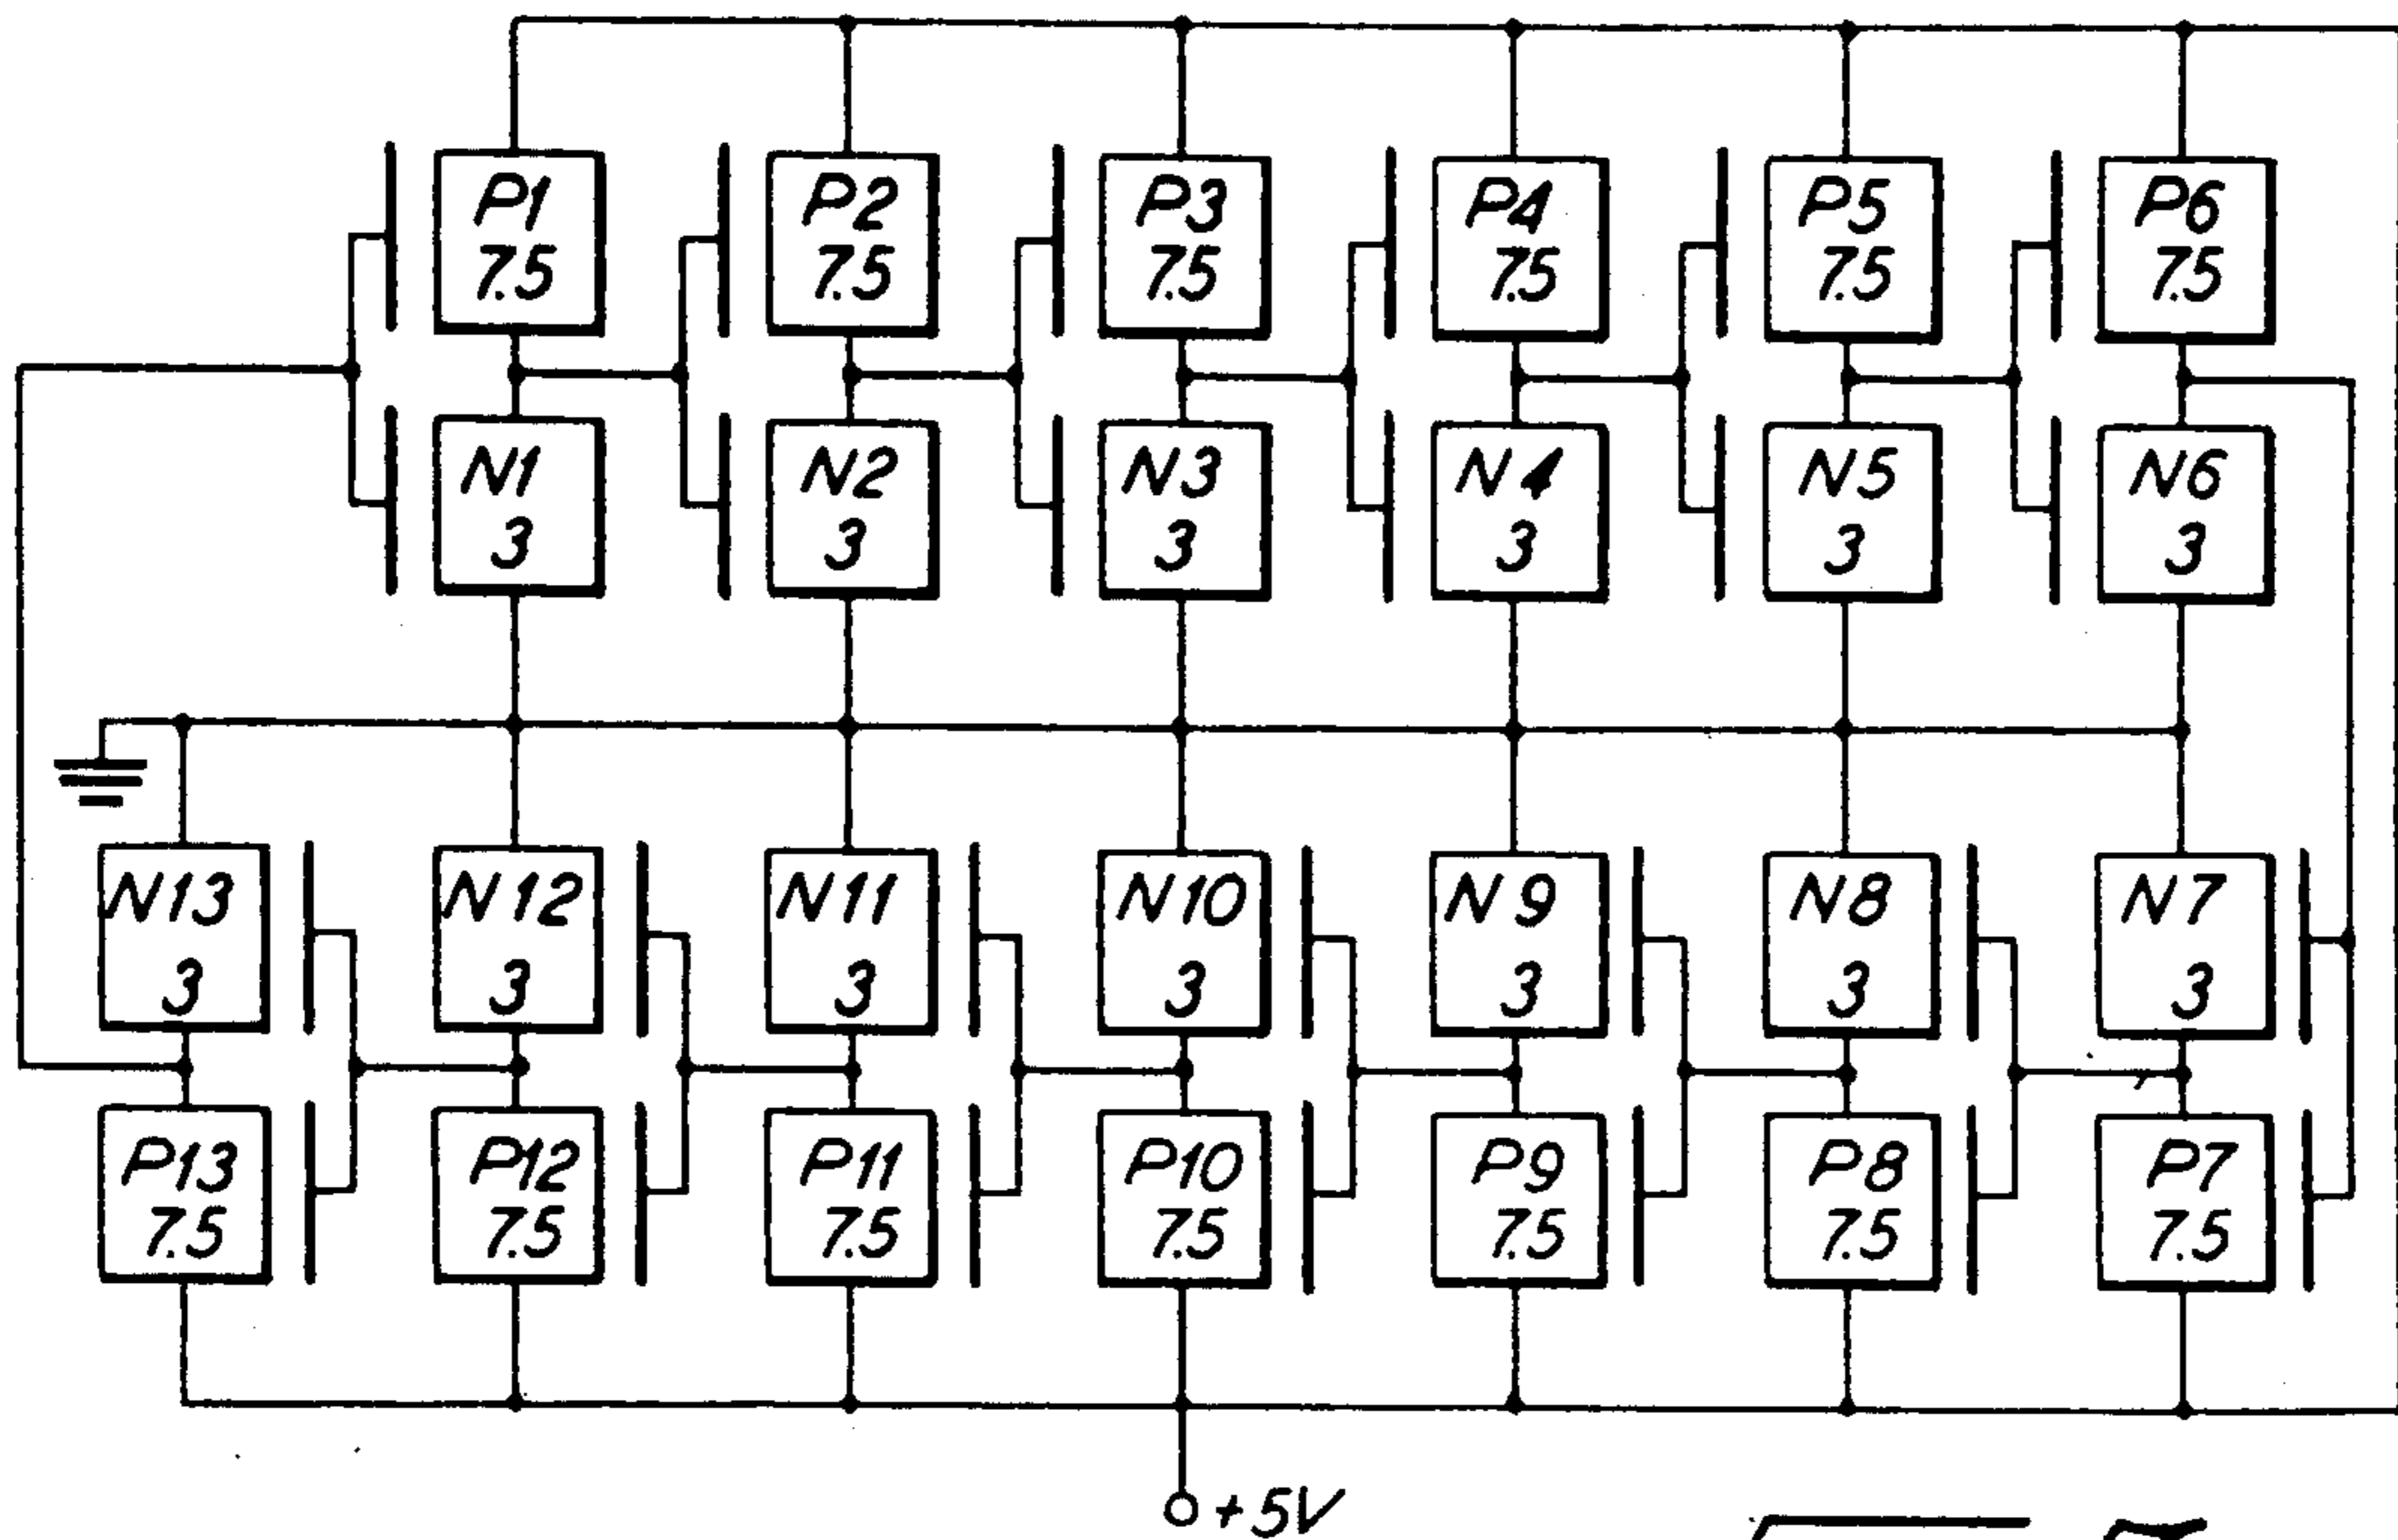 P1 P2 P3 P4 P5 P6
7.5 7.5 7.5 7.5 7.5 7.5
N1 N2 N3 N4 N5 N6
3 3 3 3 3 3
N13 N12 N11 N10 N9 N8 N7
3 3 3 3 3 3 3
P13 P12 P11 P10 P9 P8 P7
7.5 7.5 7.5 7.5 7.5 7.5 7.5
+5V